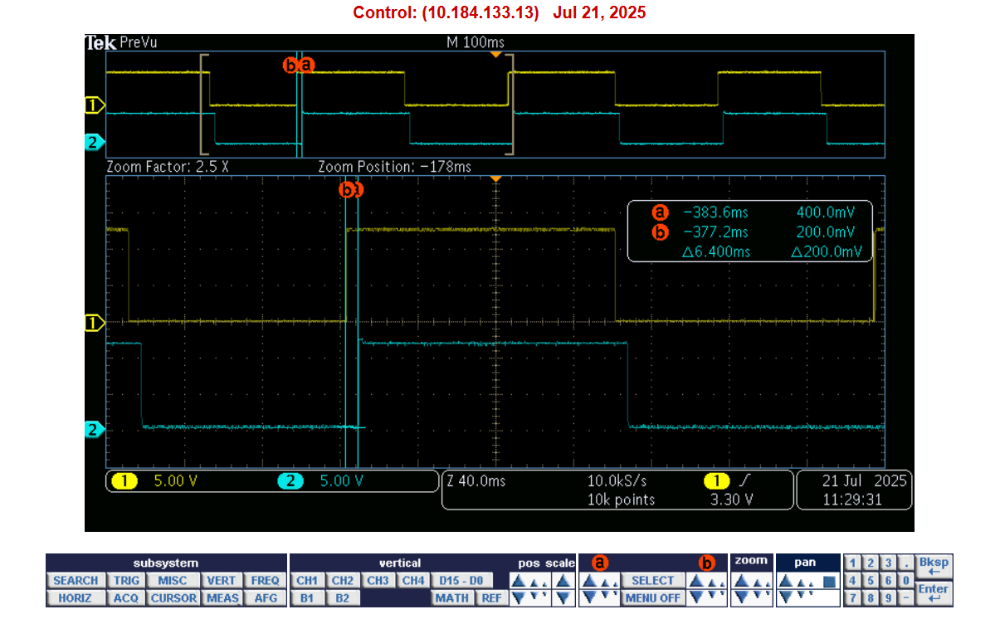 Control: (10.184.133.13) Jul 21, 2025
Tek PreVu M 100ms
b a
1
2
Zoom Factor: 2.5 X Zoom Position: −178ms
b
a −383.6ms 400.0mV
b −377.2ms 200.0mV
△6.400ms △200.0mV
1
2
1 5.00 V 2 5.00 V
Z 40.0ms 10.0kS/s 1
10k points 3.30 V
21 Jul 2025
11:29:31
subsystem vertical pos scale a b zoom pan
SEARCH TRIG MISC VERT FREQ CH1 CH2 CH3 CH4 D15 - D0 SELECT
HORIZ ACQ CURSOR MEAS AFG B1 B2 MATH REF MENU OFF
1 2 3 . Bksp
4 5 6 0 Enter
7 8 9 −